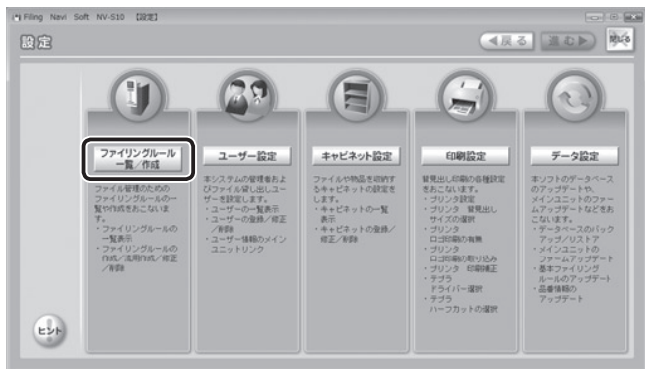 Filing Navi Soft NV-S10 【設定】
設定
戻る
進む
閉じる
ファイリングルール
一覧／作成
ファイル管理のための
ファイリングルールの一
覧や作成をおこないま
す。
・ファイリングルールの
一覧表示
・ファイリングルールの
作成／流用作成／修正
／削除
ユーザー設定
本システムの管理者およ
びファイル貸し出しユー
ザーを設定します。
・ユーザーの一覧表示
・ユーザーの登録／修正
／削除
・ユーザー情報のメイン
ユニットリンク
キャビネット設定
ファイルや物品を収納す
るキャビネットの設定を
します。
・キャビネットの一覧
表示
・キャビネットの登録／
修正／削除
印刷設定
背見出し印刷の各種設定
をおこないます。
・プリンタ設定
・プリンタ 背見出し
サイズの選択
・プリンタ
ロゴ印刷の有無
・プリンタ
ロゴ印刷の取り込み
・プリンタ 印刷補正
・テプラ
ドライバー選択
・テプラ
ハーフカットの選択
データ設定
本ソフトのデータベース
のアップデートや、
メインユニットのファー
ムアップデートなどをお
こないます。
・データベースのバック
アップ／リストア
・メインユニットの
ファームアップデート
・基本ファイリング
ルールのアップデート
・品番情報の
アップデート
ヒント